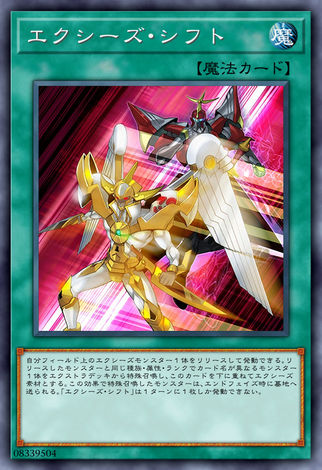 エクシーズ・シフト
魔
【魔法カード】
自分フィールド上のエクシーズモンスター1体をリリースして発動できる。リ
リースしたモンスターと同じ種族・属性・ランクでカード名が異なるモンスター
1体をエクストラデッキから特殊召喚し、このカードを下に重ねてエクシーズ
素材とする。この効果で特殊召喚したモンスターは、エンドフェイズ時に墓地へ
送られる。「エクシーズ・シフト」は1ターンに1枚しか発動できない。
08339504